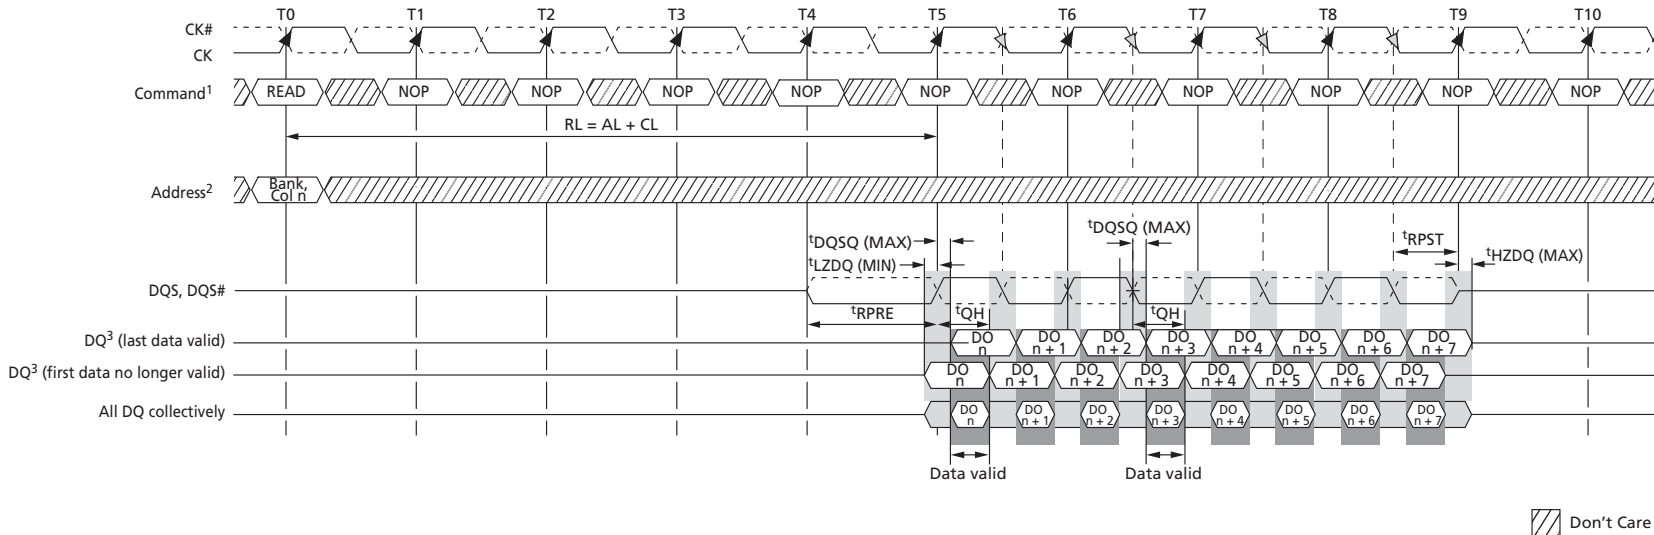 T0 T1 T2 T3 T4 T5 T6 T7 T8 T9 T10
CK#
CK
Command1 READ NOP NOP NOP NOP NOP NOP NOP NOP NOP NOP
RL = AL + CL
Address2 Bank, Col n
tDQSQ (MAX) tDQSQ (MAX) tRPST
tLZDQ (MIN) tHZDQ (MAX)
DQS, DQS#
tRPRE tQH tQH
DQ3 (last data valid) DO n DO n + 1 DO n + 2 DO n + 3 DO n + 4 DO n + 5 DO n + 6 DO n + 7
DQ3 (first data no longer valid) DO n DO n + 1 DO n + 2 DO n + 3 DO n + 4 DO n + 5 DO n + 6 DO n + 7
All DQ collectively DO n DO n + 1 DO n + 2 DO n + 3 DO n + 4 DO n + 5 DO n + 6 DO n + 7
Data valid Data valid
Don't Care